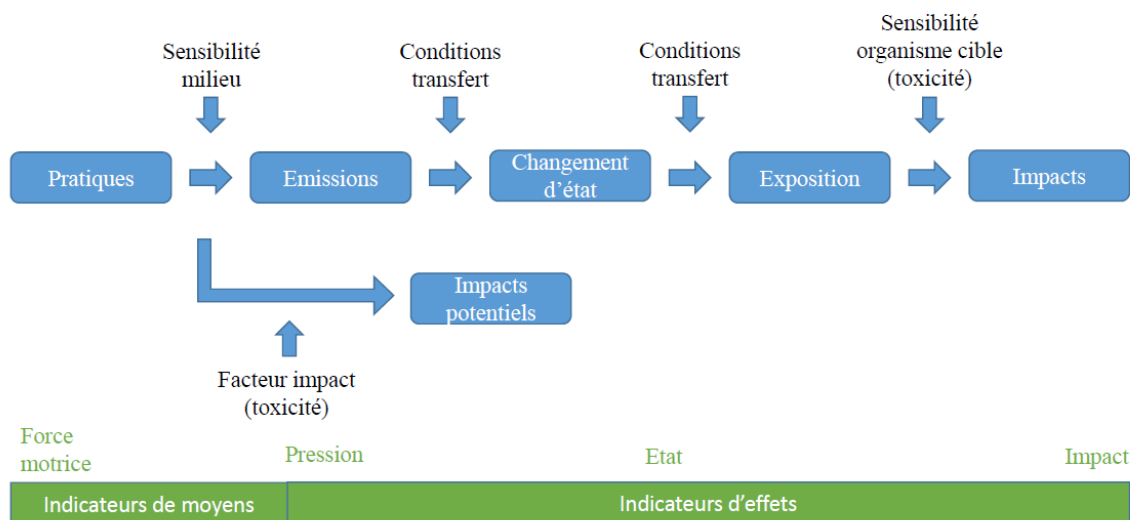 Sensibilité
milieu
Conditions
transfert
Conditions
transfert
Sensibilité
organisme cible
(toxicité)
Pratiques
Emissions
Changement
d’état
Exposition
Impacts
Impacts
potentiels
Facteur impact
(toxicité)
Force
motrice
Pression
Etat
Impact
Indicateurs de moyens
Indicateurs d’effets